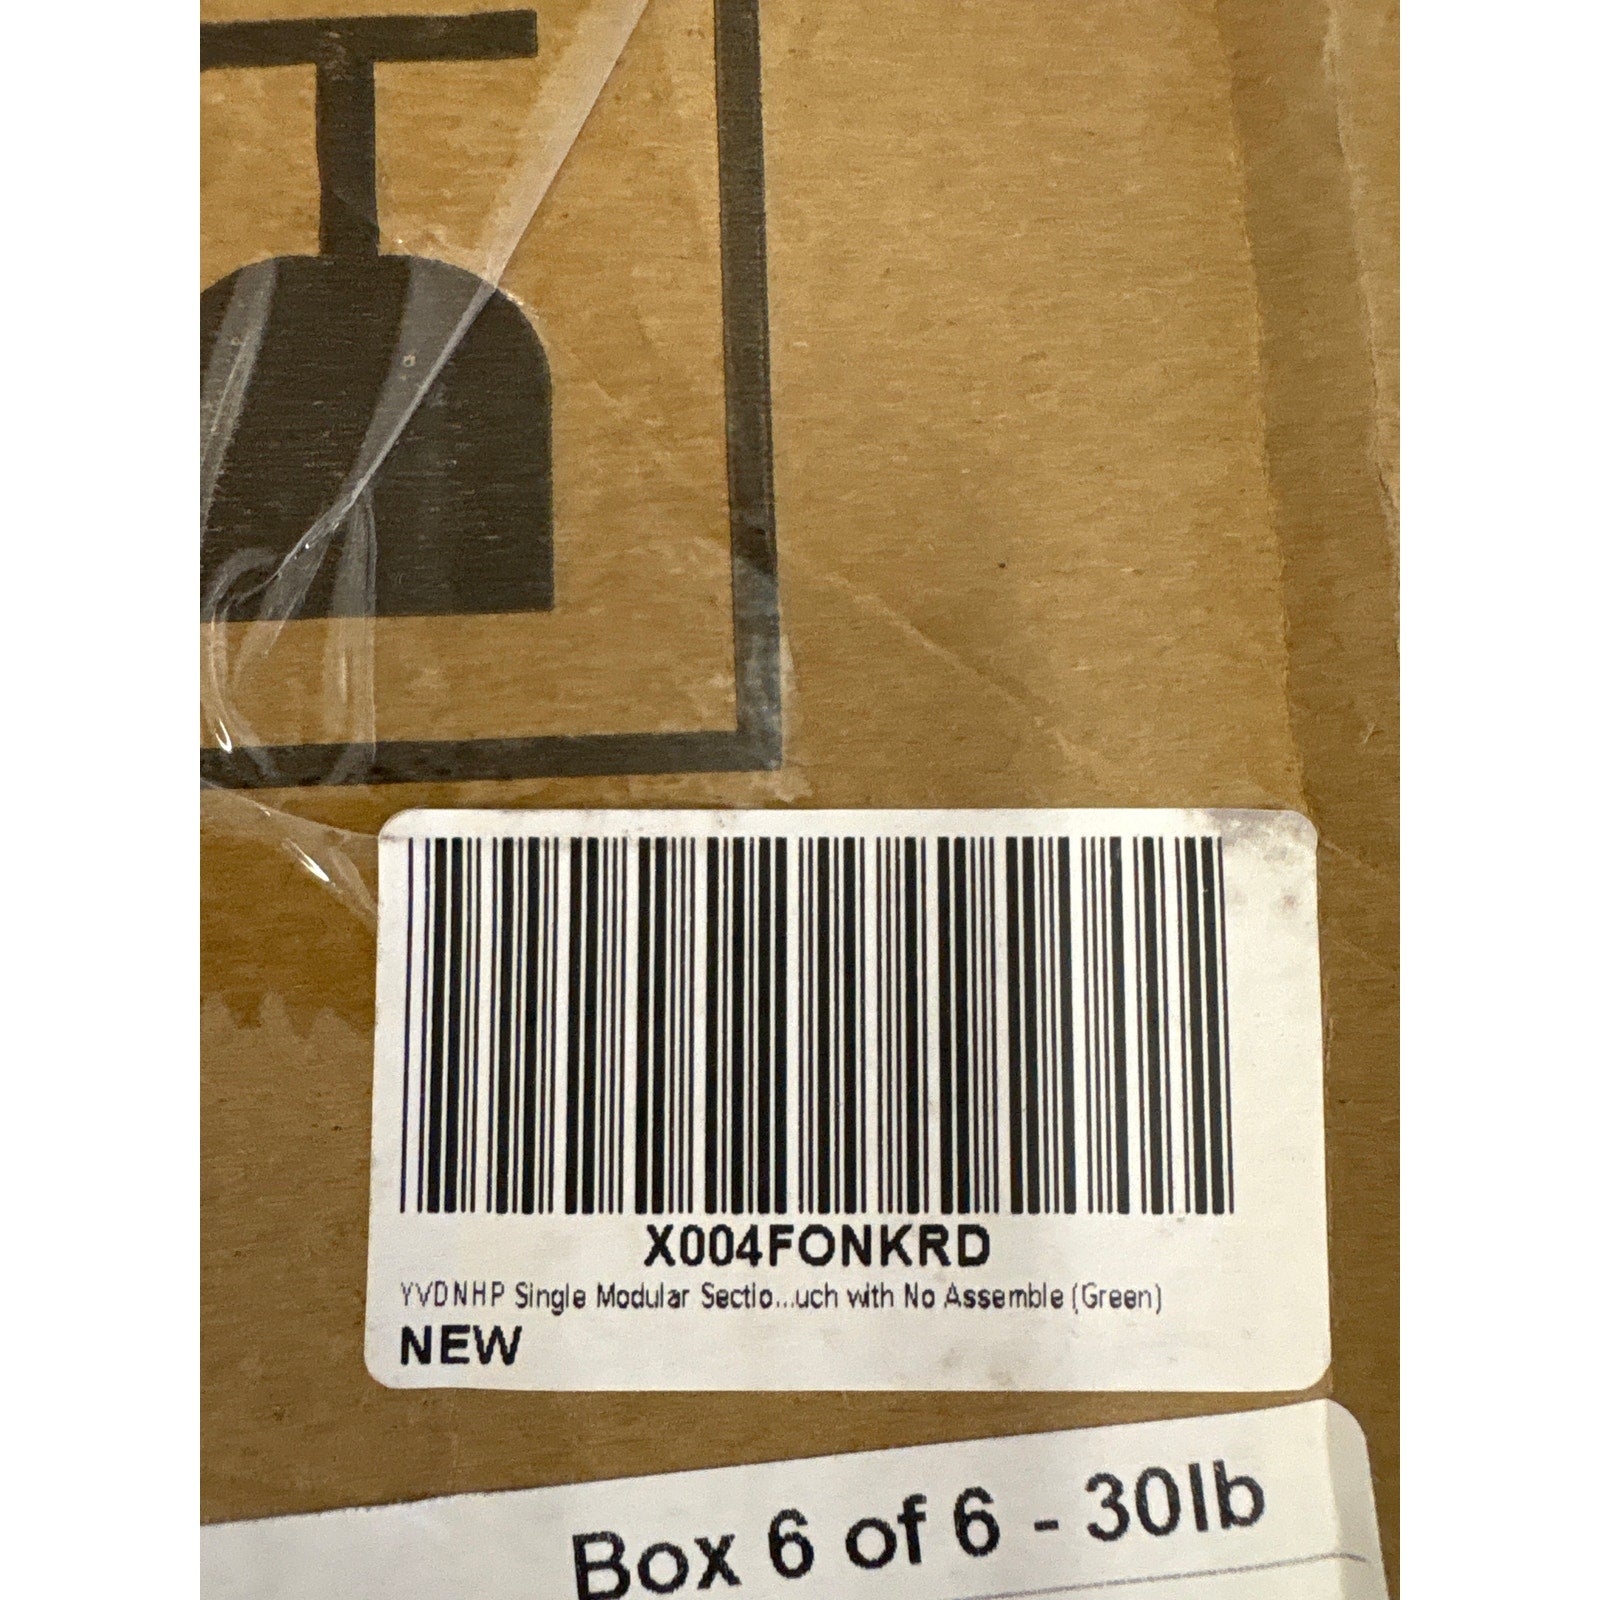 X004FONKRD
YVDNHP Single Modular Sectio...uch with No Assemble (Green)
NEW
Box 6 of 6 - 30lb